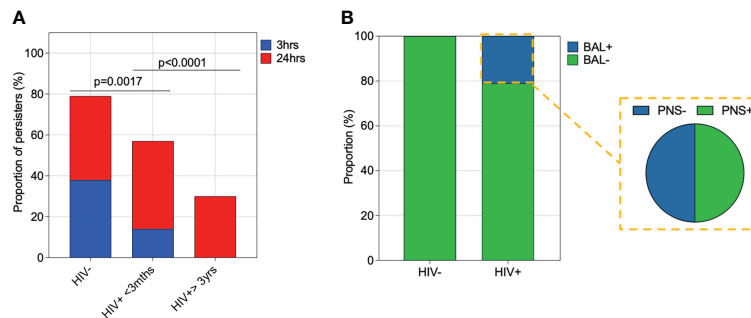 A
3hrs
24hrs
Proportion of persisters (%)
100
80
60
40
20
0
p<0.0001
p=0.0017
HIV-
HIV+ <3mths
HIV+> 3yrs
B
BAL+
BAL-
Proportion (%)
100
80
60
40
20
0
HIV-
HIV+
PNS-
PNS+